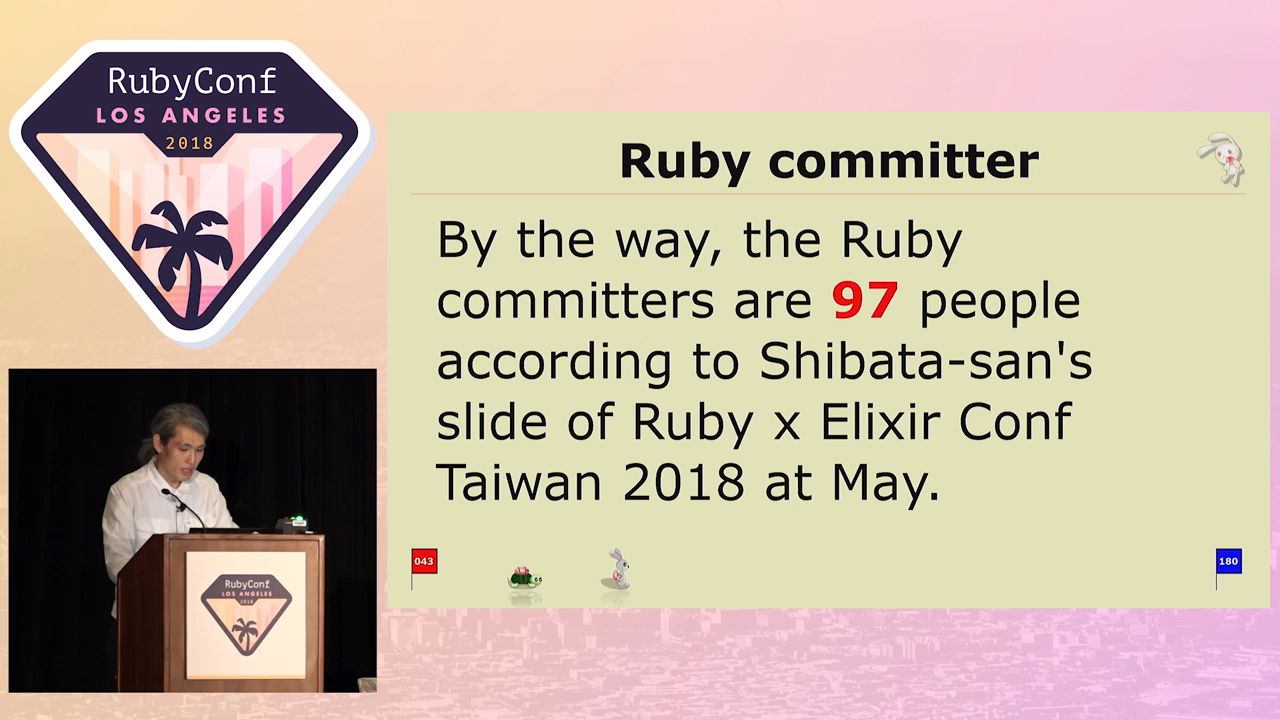 RubyConf
LOS ANGELES
2018
Ruby committer
By the way, the Ruby
committers are 97 people
according to Shibata-san's
slide of Ruby x Elixir Conf
Taiwan 2018 at May.
043
180
RubyConf
LOS ANGELES
2018